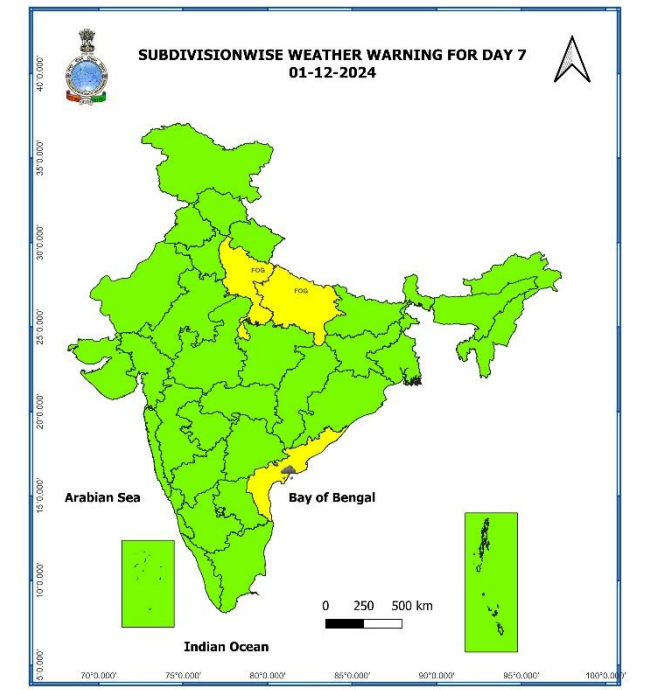 SUBDIVISIONWISE WEATHER WARNING FOR DAY 7
01-12-2024
40°0.000'
35°0.000'
30°0.000'
25°0.000'
20°0.000'
15°0.000'
10°0.000'
5°0.000'
FOG
FOG
Arabian Sea
Bay of Bengal
0 250 500 km
Indian Ocean
70°0.000' 75°0.000' 80°0.000' 85°0.000' 90°0.000' 95°0.000' 100°0.000'